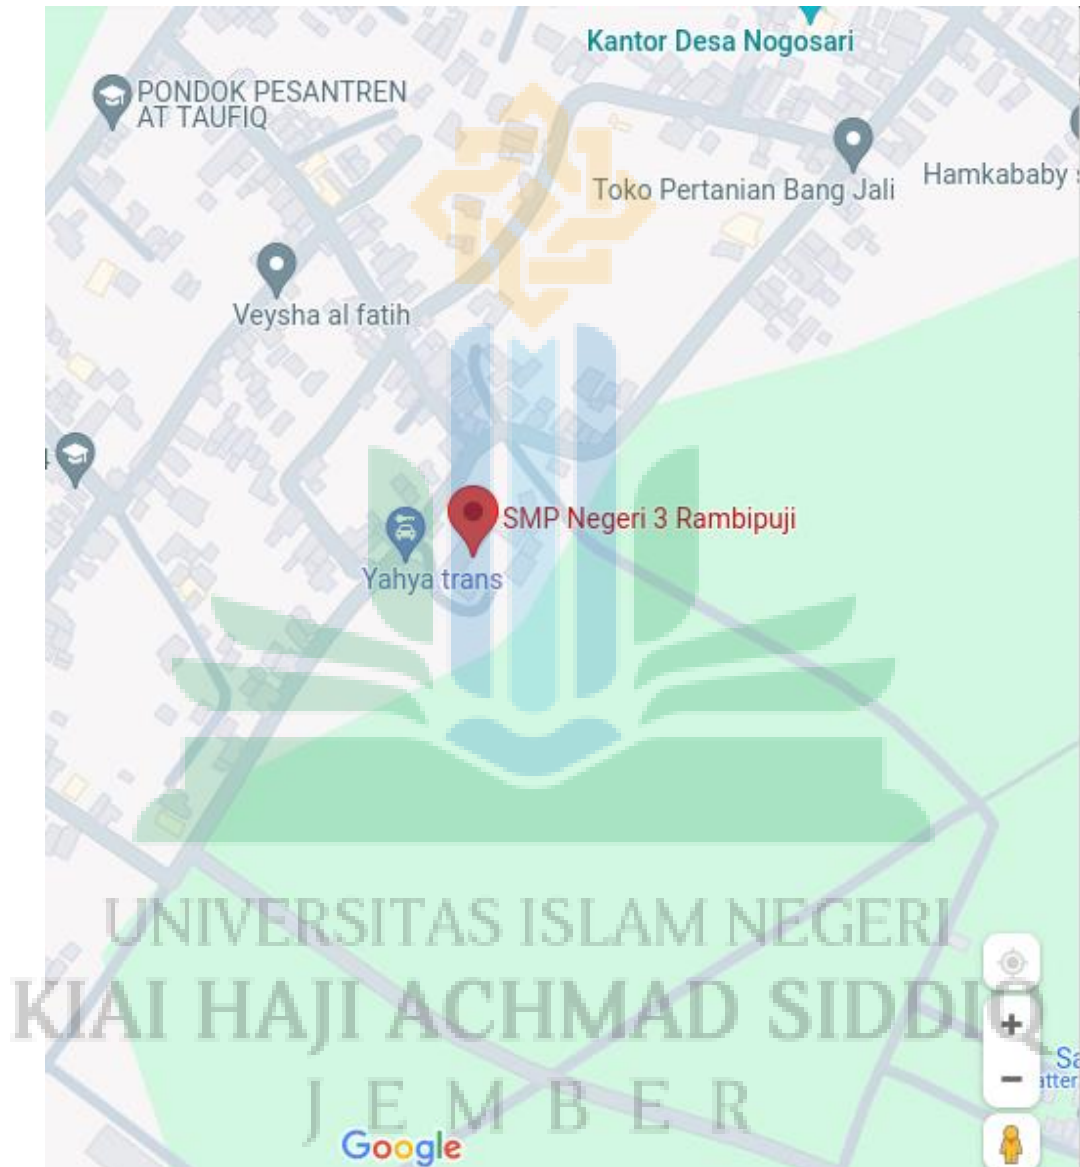 Kantor Desa Nogosari
PONDOK PESANTREN
AT TAUFIQ
Toko Pertanian Bang Jali
Hamkababy
Veysha al fatih
SMP Negeri 3 Rambipuji
Yahya trans
UNIVERSITAS ISLAM NEGERI
KIAI HAJI ACHMAD SIDDIQ
JEMBER
Google